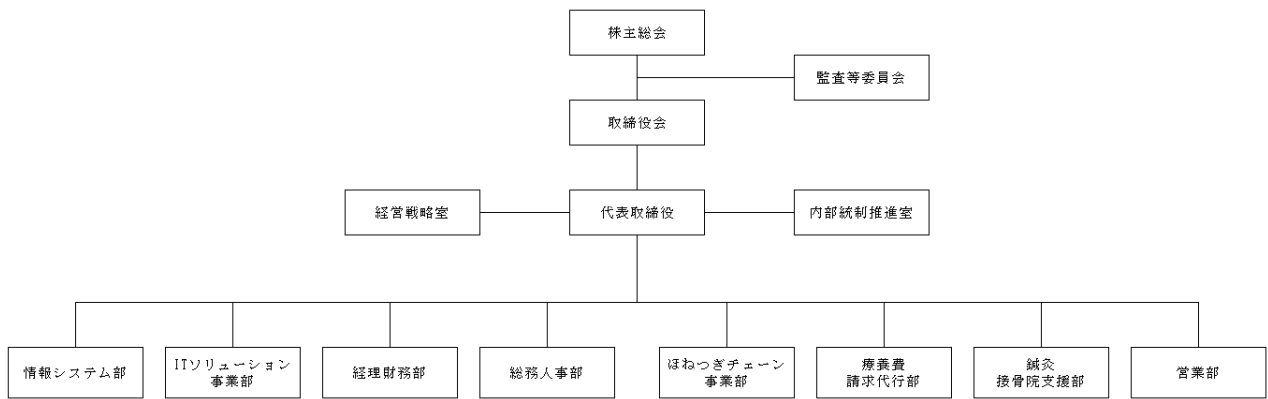 株主総会
監査等委員会
取締役会
経営戦略室
代表取締役
内部統制推進室
情報システム部
ITソリューション
事業部
経理財務部
総務人事部
ほねつぎチェーン
事業部
療養費
請求代行部
鍼灸
接骨院支援部
営業部